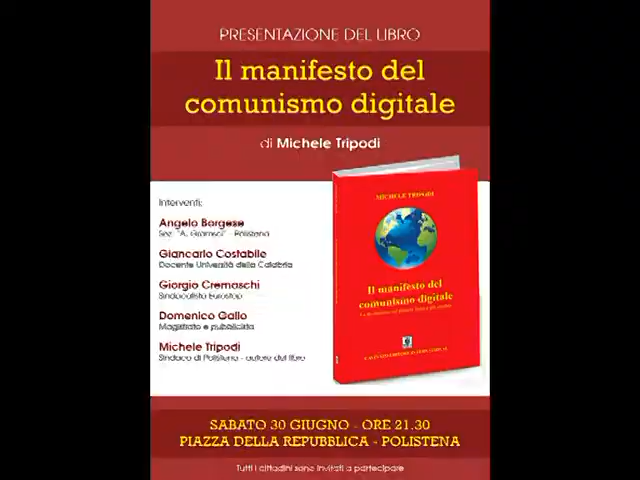 PRESENTAZIONE DEL LIBRO
Il manifesto del
comunismo digitale
di Michele Tripodi
Interventi:
Angelo Borgese
Sez. "A. Gramsci" - Polistena
Giancarlo Costabile
Docente Università della Calabria
Giorgio Cremaschi
Sindacalista Eurostop
Domenico Gallo
Magistrato e pubblicista
Michele Tripodi
Sindaco di Polistena - autore del libro
MICHELE TRIPODI
Il manifesto del
comunismo digitale
SABATO 30 GIUGNO - ORE 21.30
PIAZZA DELLA REPUBBLICA - POLISTENA
Tutti i cittadini sono invitati a partecipare